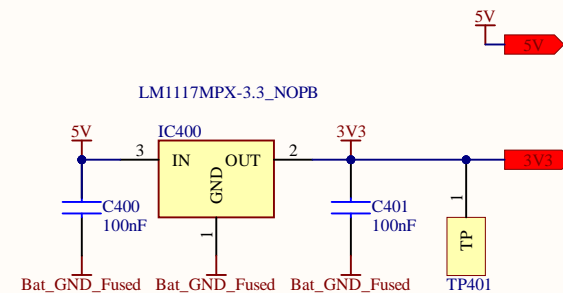 5V
5V
LM1117MPX-3.3_NOPB
5V
IC400
3V3
3
IN
OUT
2
3V3
GND
C400
100nF
C401
100nF
1
1
TP
Bat_GND_Fused
Bat_GND_Fused
Bat_GND_Fused
TP401